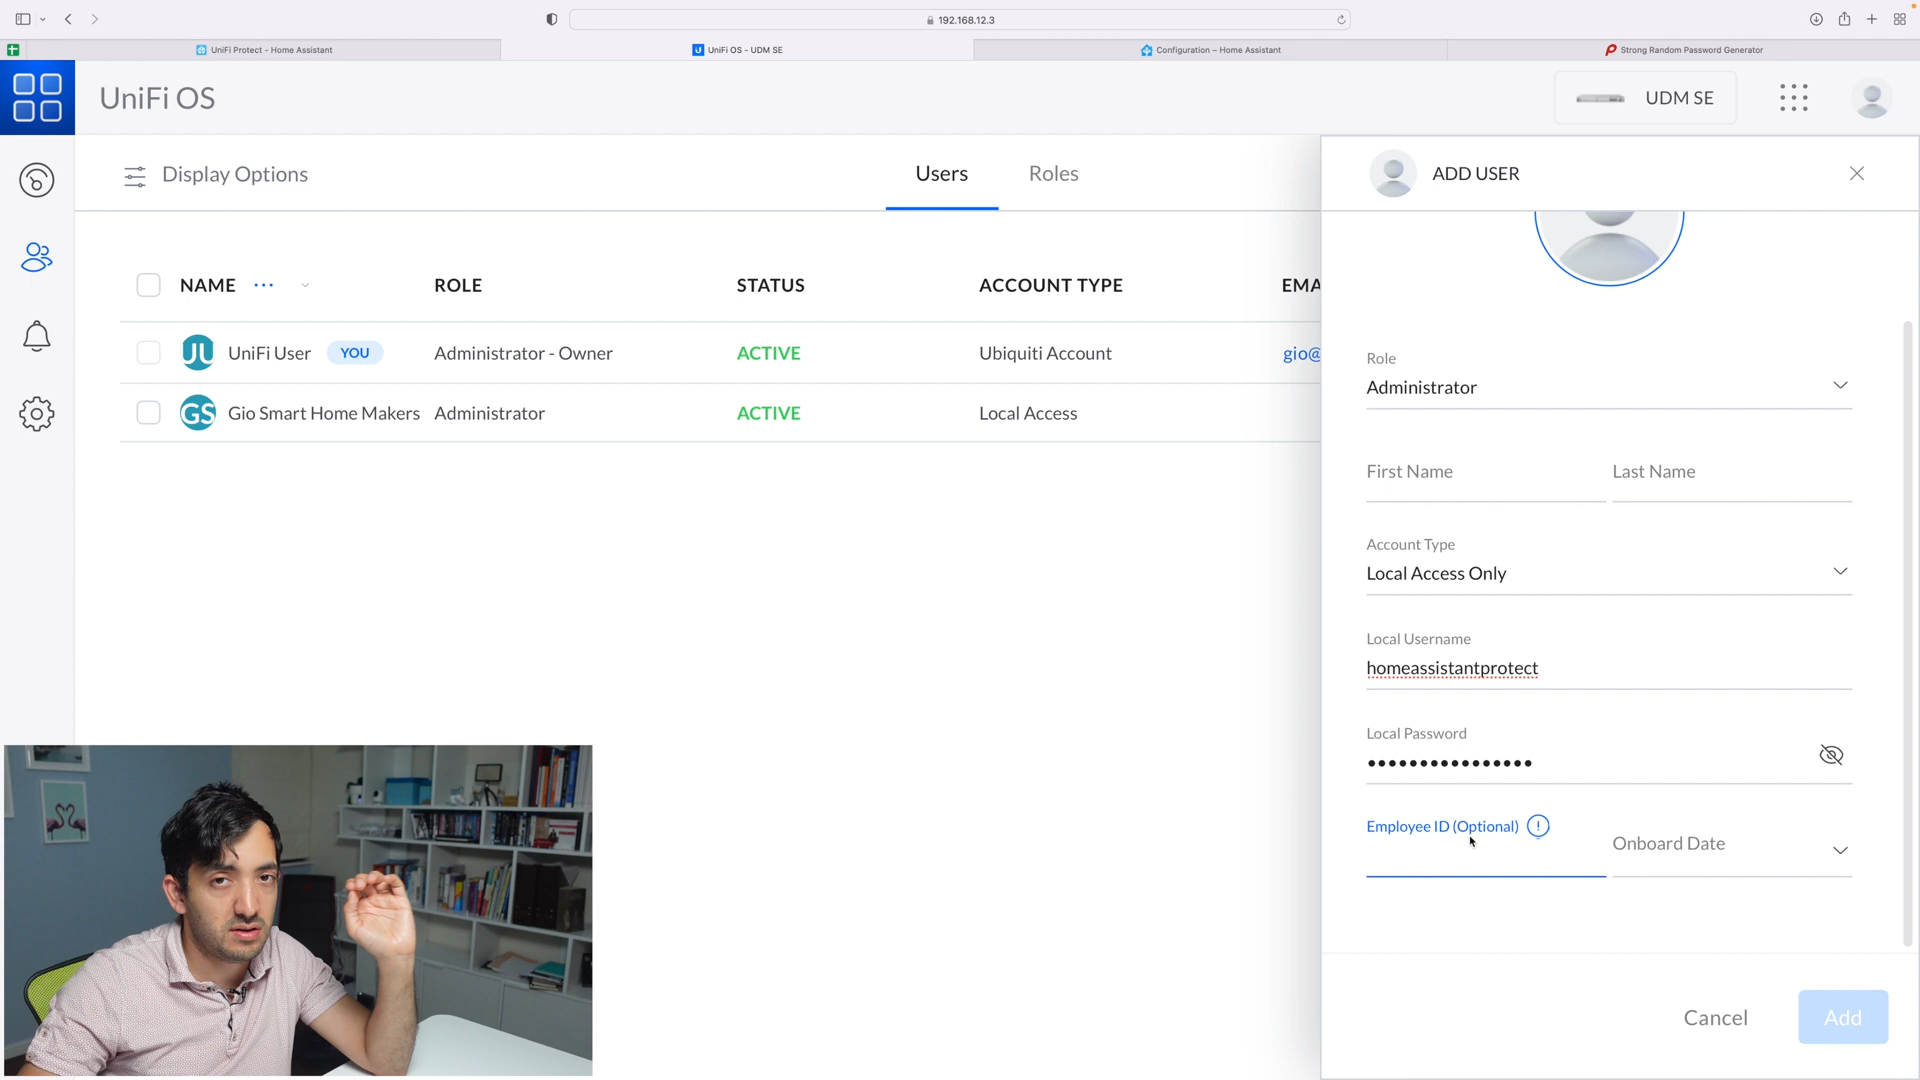 192.168.12.3
UniFi Protect - Home Assistant
UniFi OS - UDM SE
Configuration – Home Assistant
Strong Random Password Generator
UniFi OS
UDM SE
Display Options
Users
Roles
ADD USER
NAME ROLE STATUS ACCOUNT TYPE EMA
JU UniFi User YOU Administrator - Owner ACTIVE Ubiquiti Account gio@
GS Gio Smart Home Makers Administrator ACTIVE Local Access
Role
Administrator
First Name Last Name
Account Type
Local Access Only
Local Username
homeassistantprotect
Local Password
••••••••••••••••
Employee ID (Optional)
Onboard Date
Cancel Add